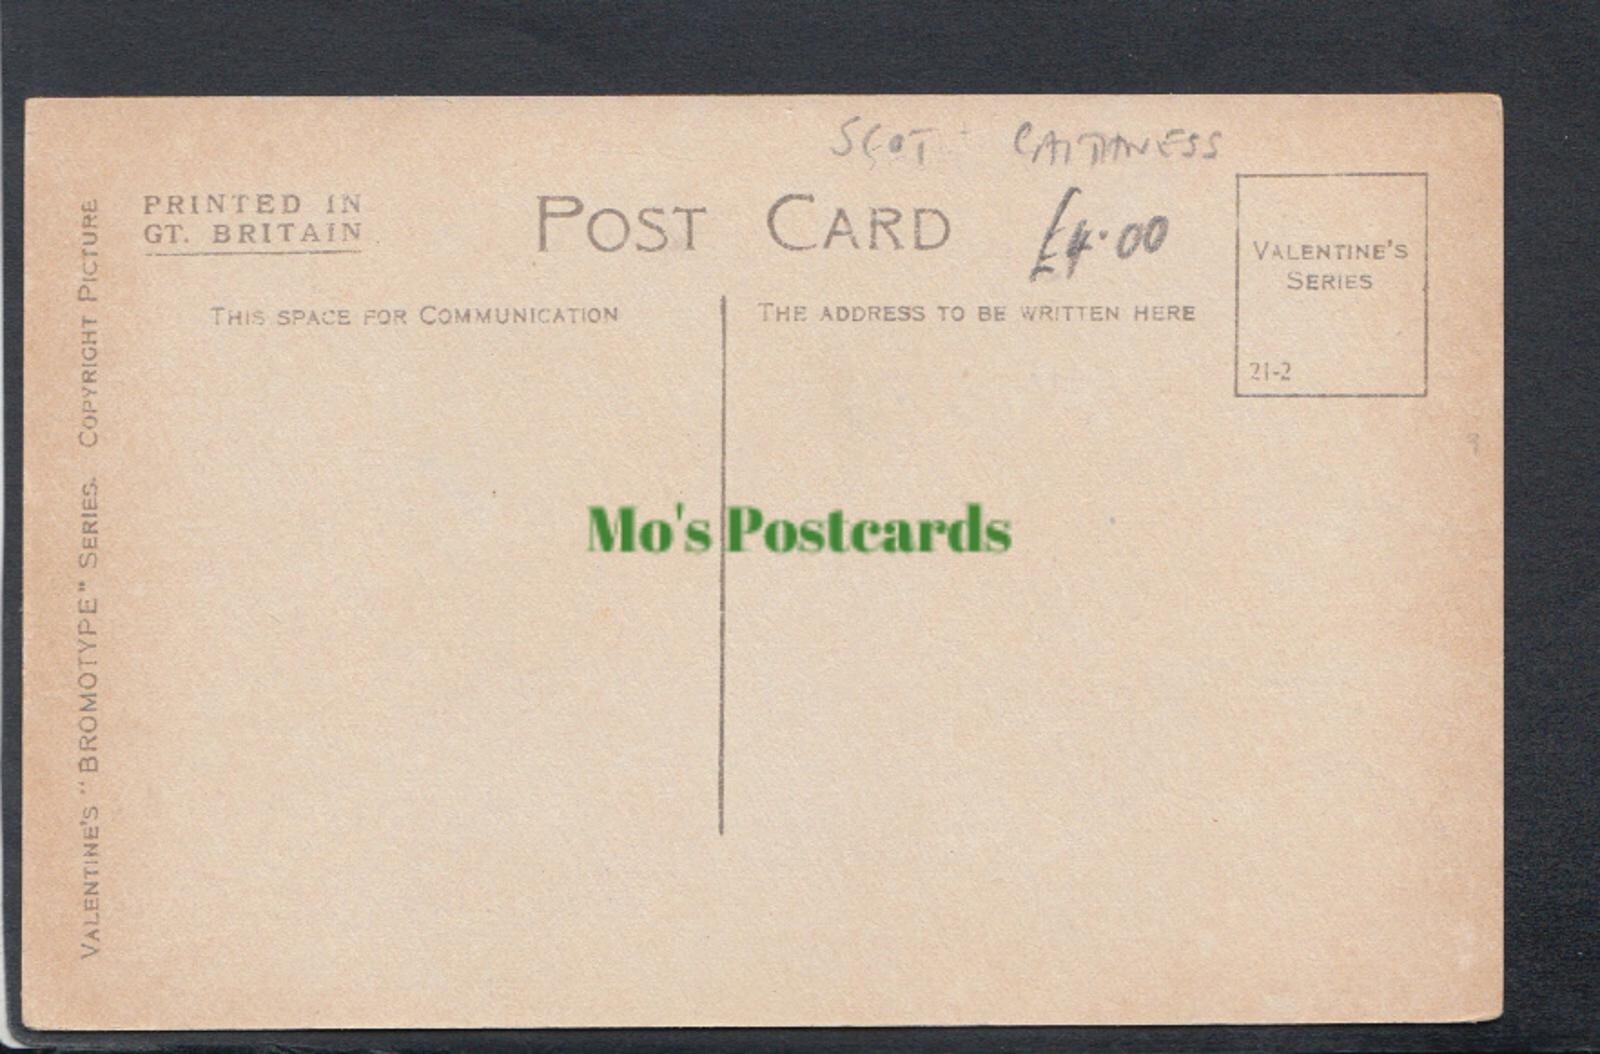 SCOT CAITHNESS
PRINTED IN
GT. BRITAIN
POST CARD
£4.00
VALENTINE'S
SERIES
21-2
THIS SPACE FOR COMMUNICATION
THE ADDRESS TO BE WRITTEN HERE
VALENTINE'S "BROMOTYPE" SERIES. COPYRIGHT PICTURE
Mo's Postcards